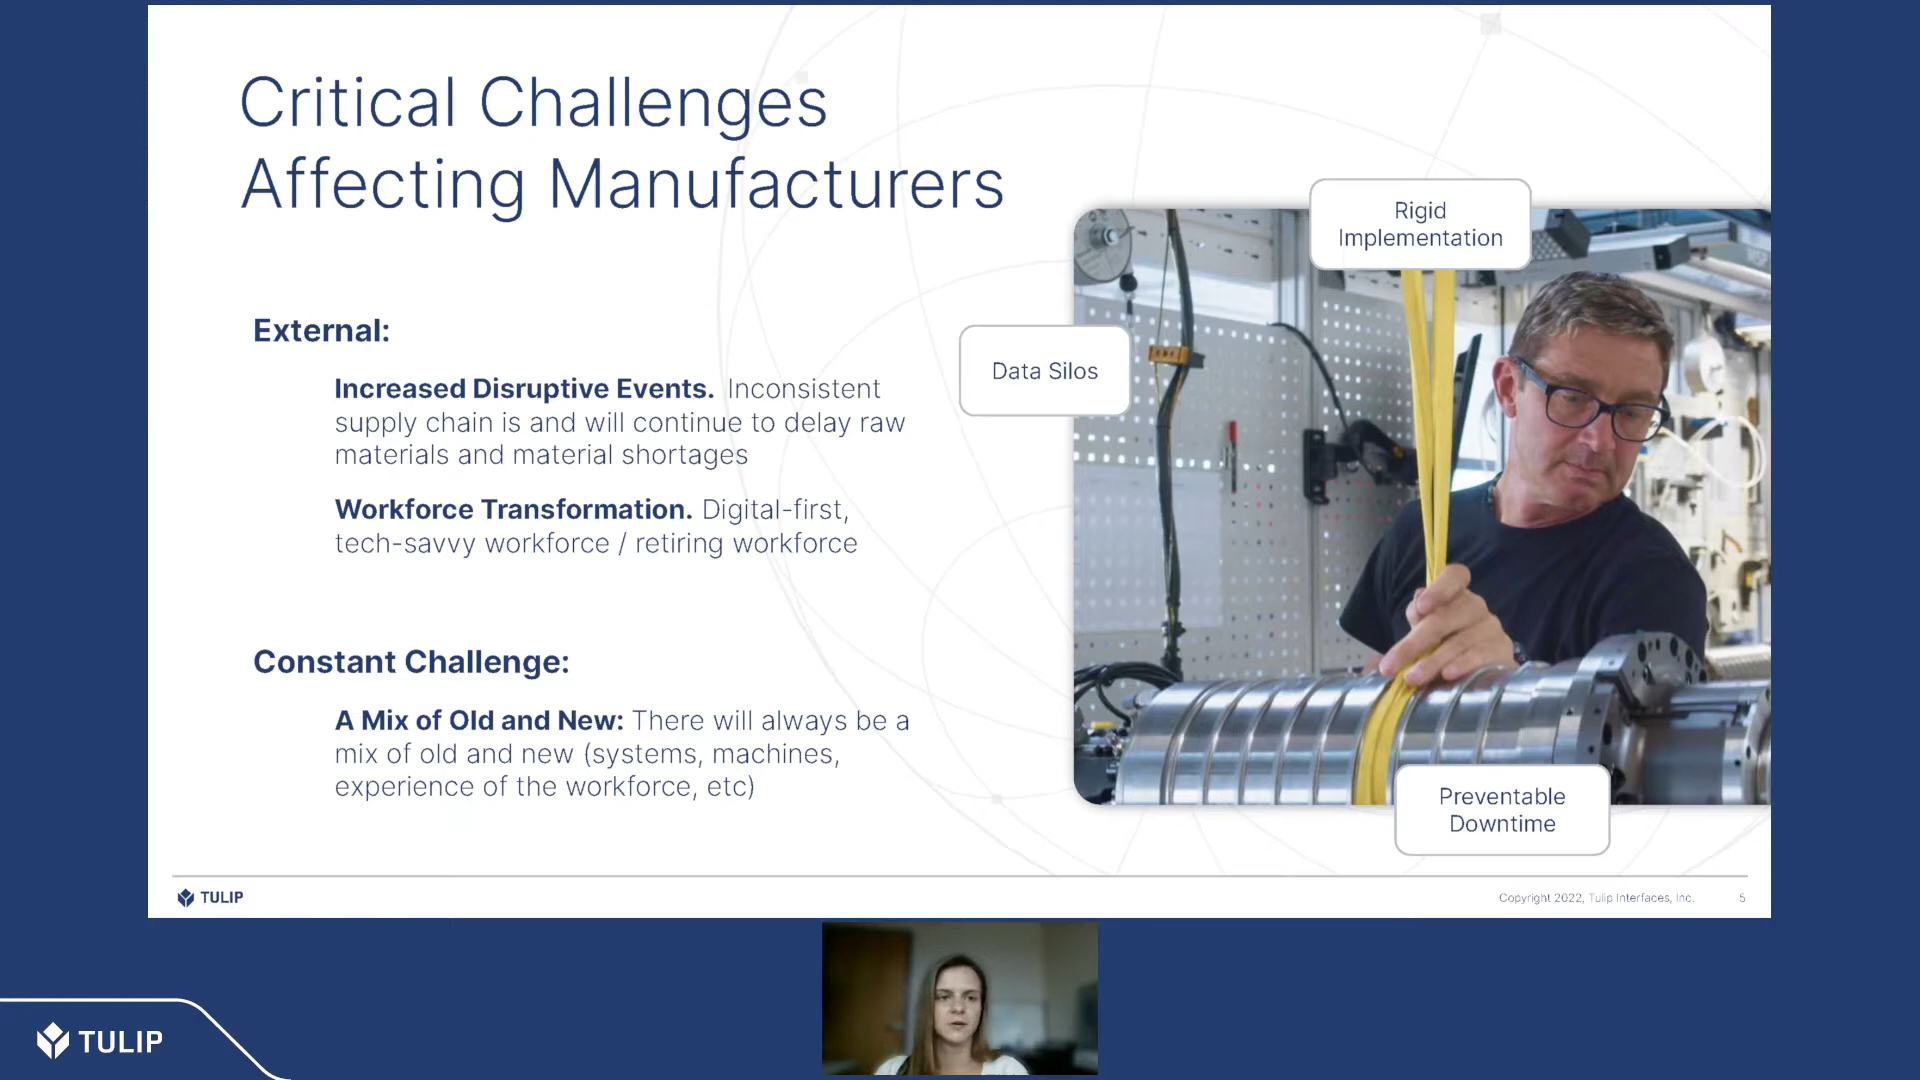 Critical Challenges
Affecting Manufacturers
External:
Increased Disruptive Events. Inconsistent
supply chain is and will continue to delay raw
materials and material shortages
Workforce Transformation. Digital-first,
tech-savvy workforce / retiring workforce
Constant Challenge:
A Mix of Old and New: There will always be a
mix of old and new (systems, machines,
experience of the workforce, etc)
Rigid
Implementation
Data Silos
Preventable
Downtime
TULIP
Copyright 2022, Tulip Interfaces, Inc.
5
TULIP